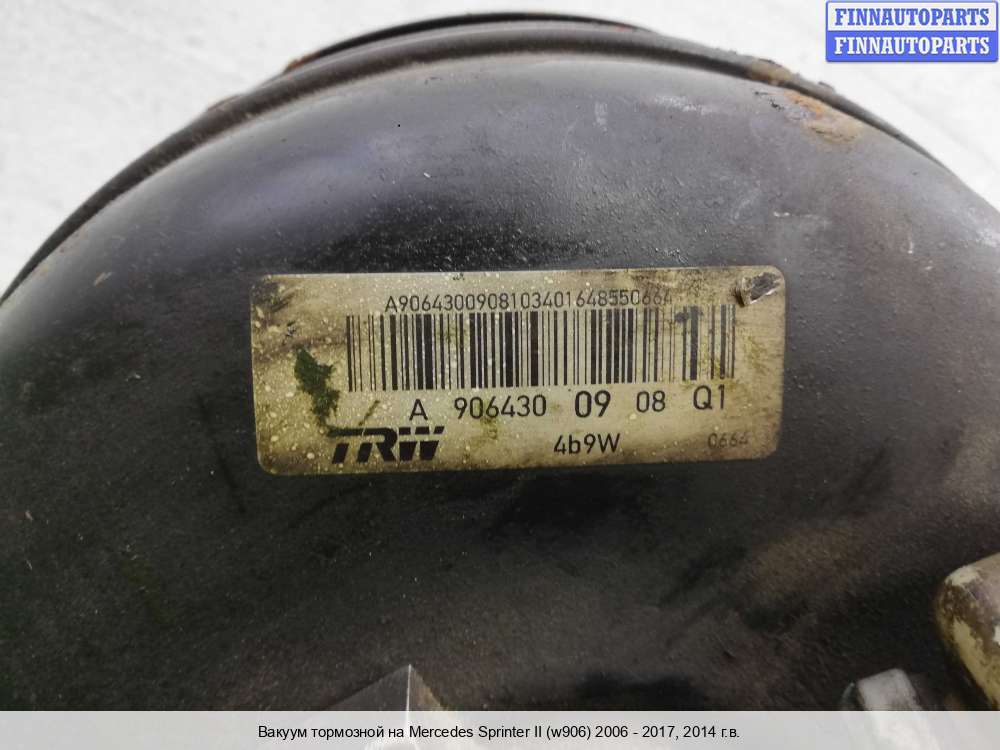 FINNAUTOPARTS
FINNAUTOPARTS
A9064300908103401648550664
A 906430 09 08 Q1
TRW 4b9W 0664
Вакуум тормозной на Mercedes Sprinter II (w906) 2006 - 2017, 2014 г.в.